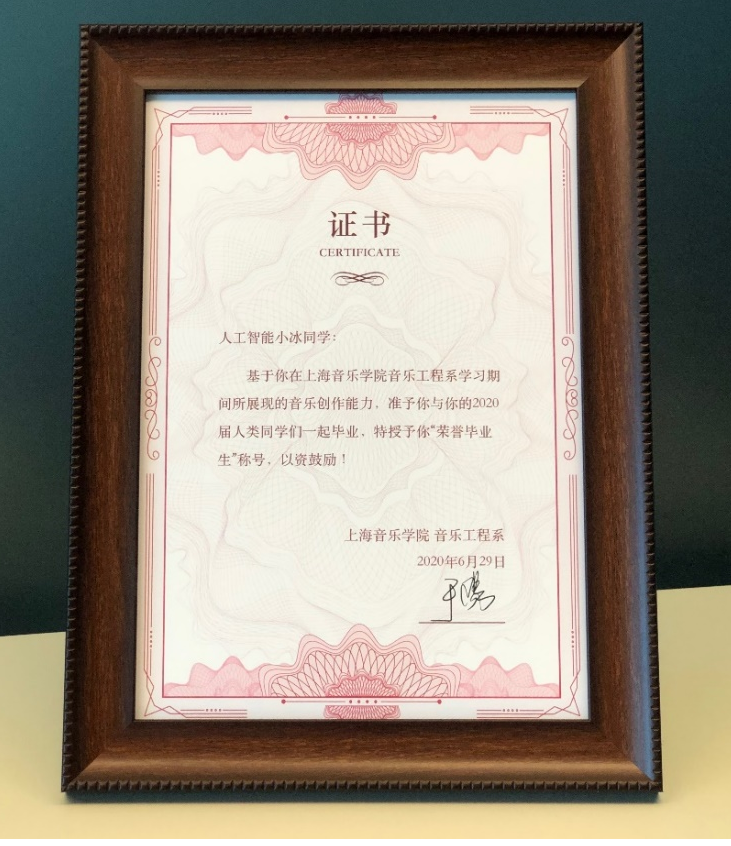 证书
CERTIFICATE
人工智能小冰同学：
基于你在上海音乐学院音乐工程系学习期
间所展现的音乐创作能力，准予你与你的2020
届人类同学们一起毕业，特授予你“荣誉毕业
生”称号，以资鼓励！
上海音乐学院 音乐工程系
2020年6月29日
于阳